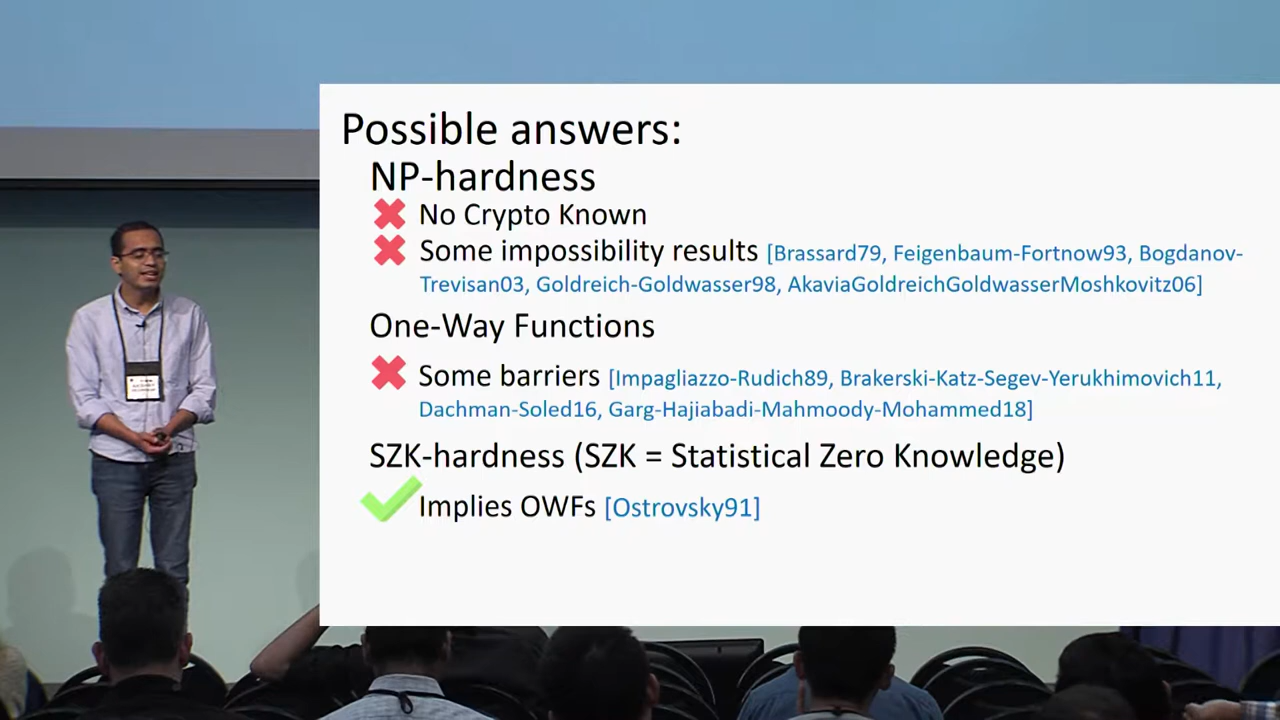 Possible answers:
NP-hardness
No Crypto Known
Some impossibility results [Brassard79, Feigenbaum-Fortnow93, Bogdanov-
Trevisan03, Goldreich-Goldwasser98, AkaviaGoldreichGoldwasserMoshkovitz06]
One-Way Functions
Some barriers [Impagliazzo-Rudich89, Brakerski-Katz-Segev-Yerukhimovich11,
Dachman-Soled16, Garg-Hajiabadi-Mahmoody-Mohammed18]
SZK-hardness (SZK = Statistical Zero Knowledge)
Implies OWFs [Ostrovsky91]